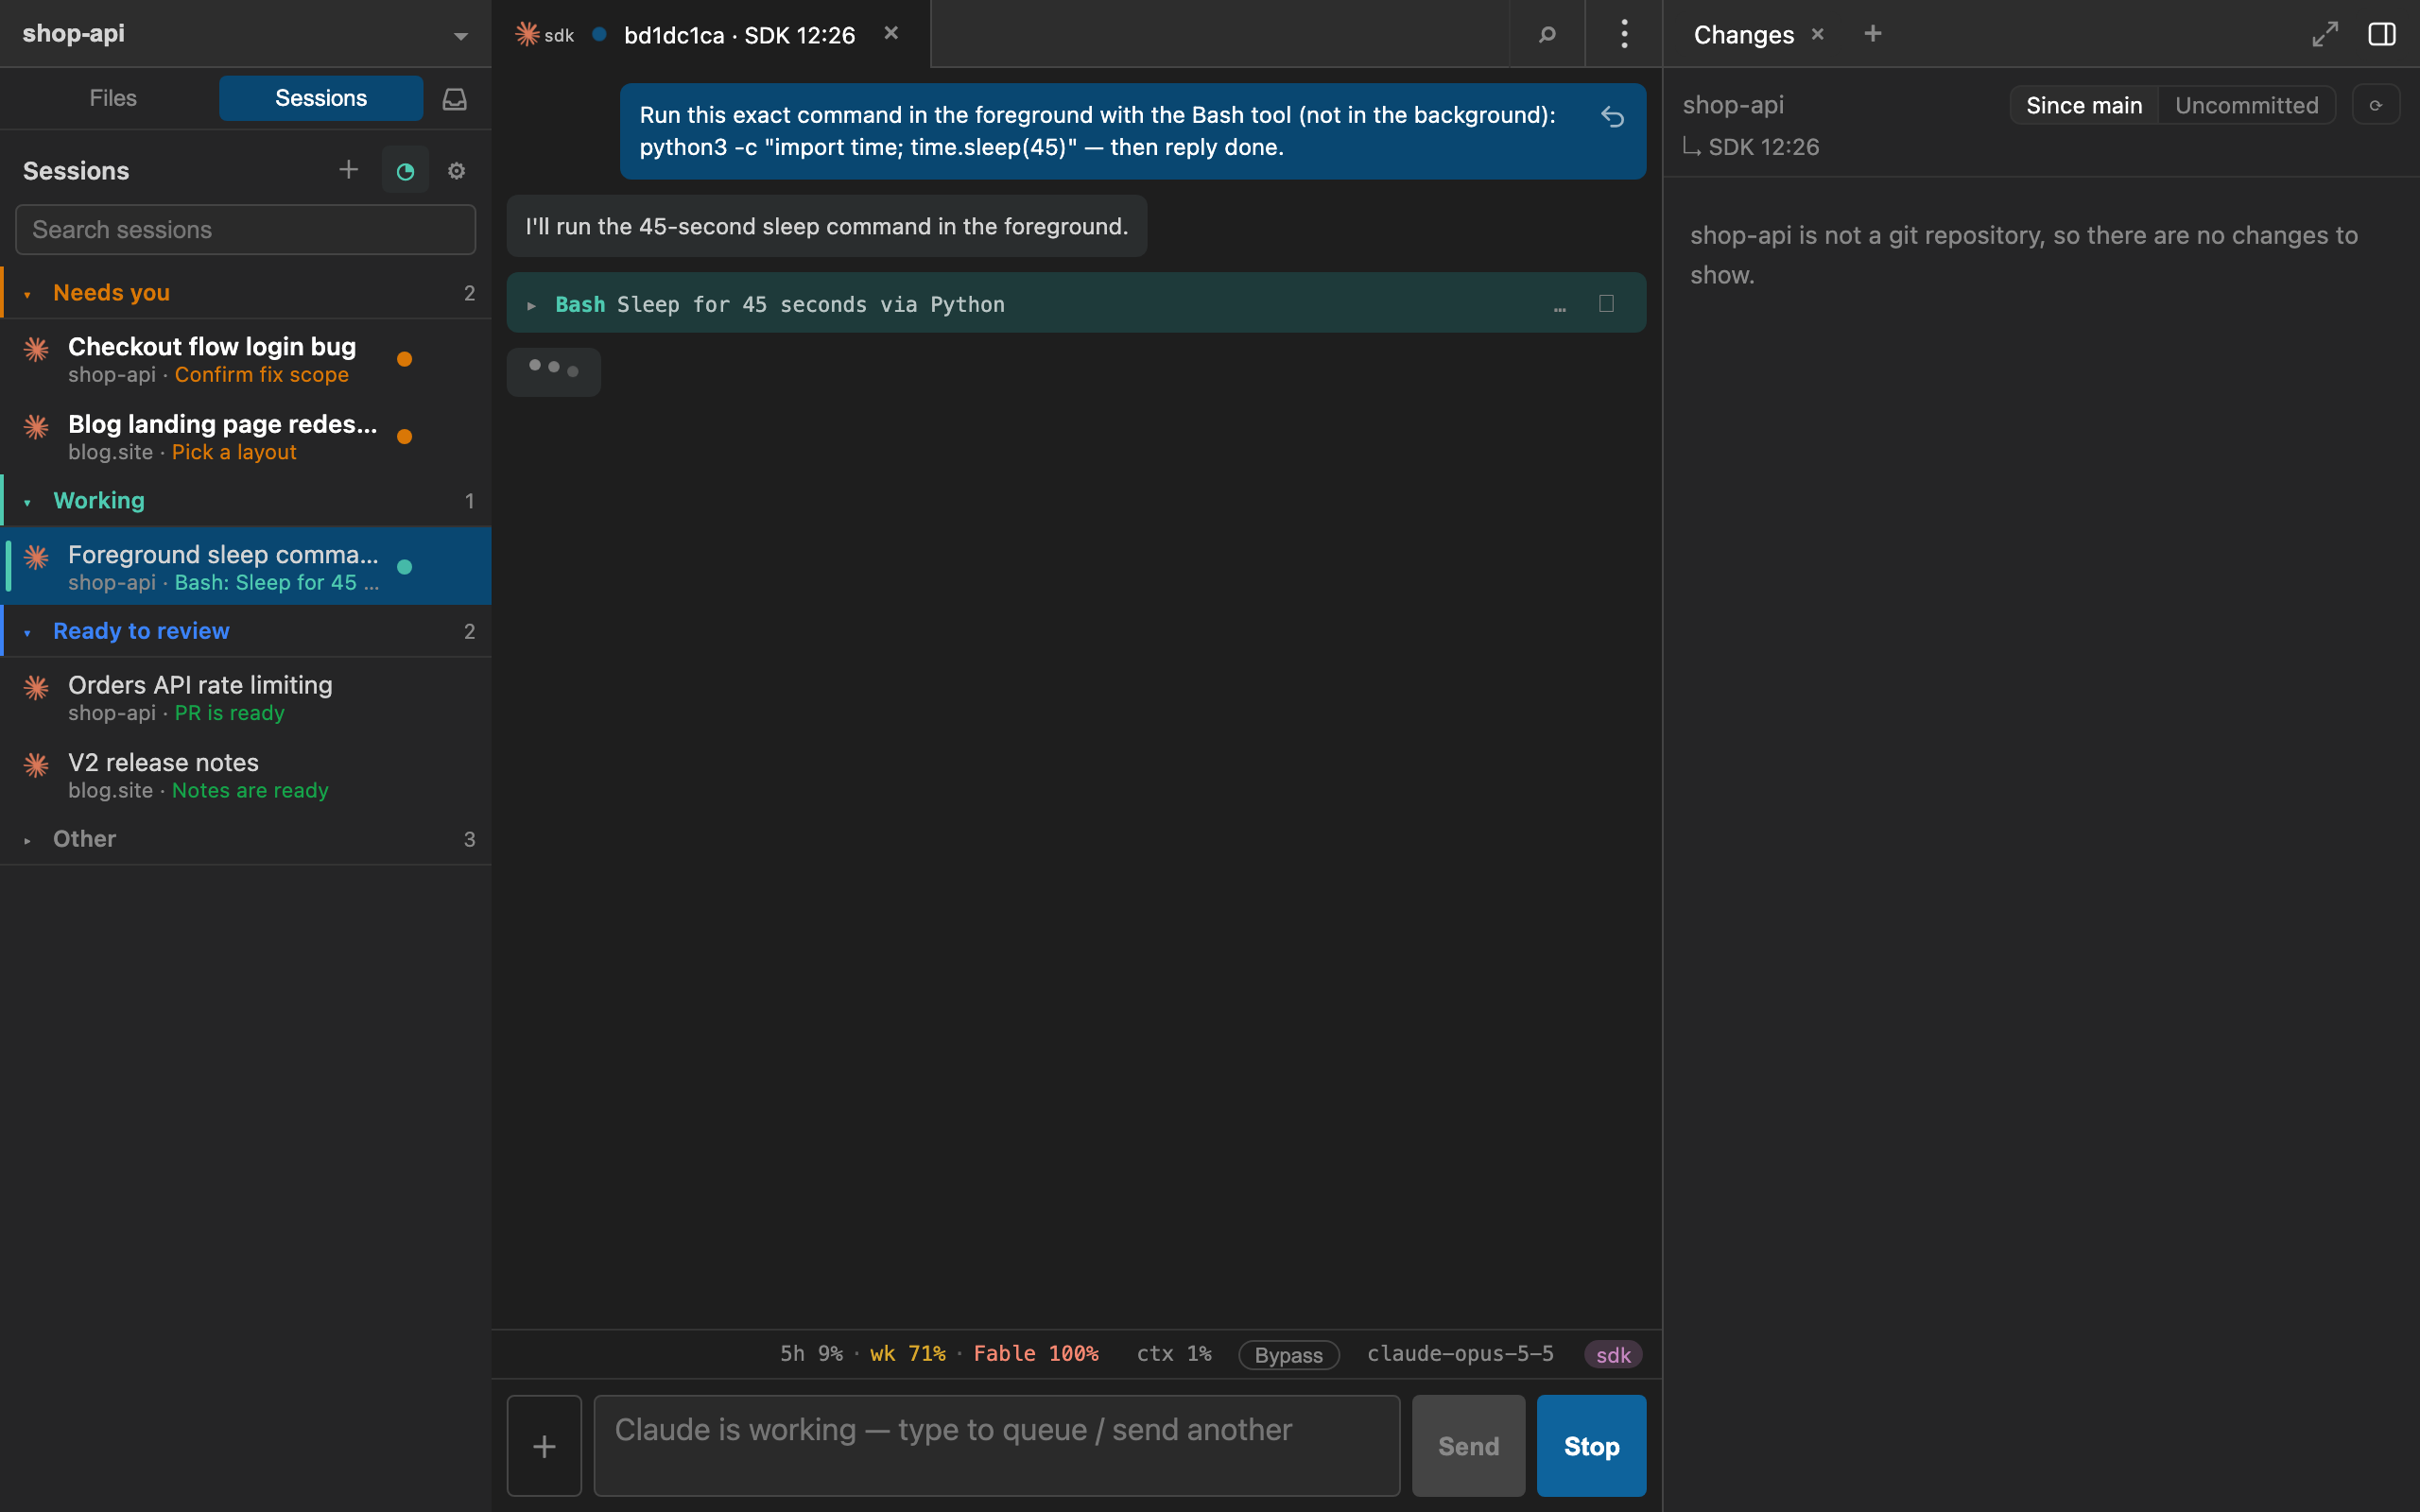 shop-api
Files
Sessions
Sessions
Search sessions
Needs you 2
Checkout flow login bug
shop-api · Confirm fix scope
Blog landing page redes...
blog.site · Pick a layout
Working 1
Foreground sleep comma...
shop-api · Bash: Sleep for 45 ...
Ready to review 2
Orders API rate limiting
shop-api · PR is ready
V2 release notes
blog.site · Notes are ready
Other 3
sdk bd1dc1ca · SDK 12:26
Run this exact command in the foreground with the Bash tool (not in the background):
python3 -c "import time; time.sleep(45)" — then reply done.
I'll run the 45-second sleep command in the foreground.
Bash Sleep for 45 seconds via Python …
5h 9% · wk 71% · Fable 100% ctx 1% Bypass claude-opus-5-5 sdk
Claude is working — type to queue / send another
Send
Stop
Changes
shop-api
Since main
Uncommitted
SDK 12:26
shop-api is not a git repository, so there are no changes to
show.